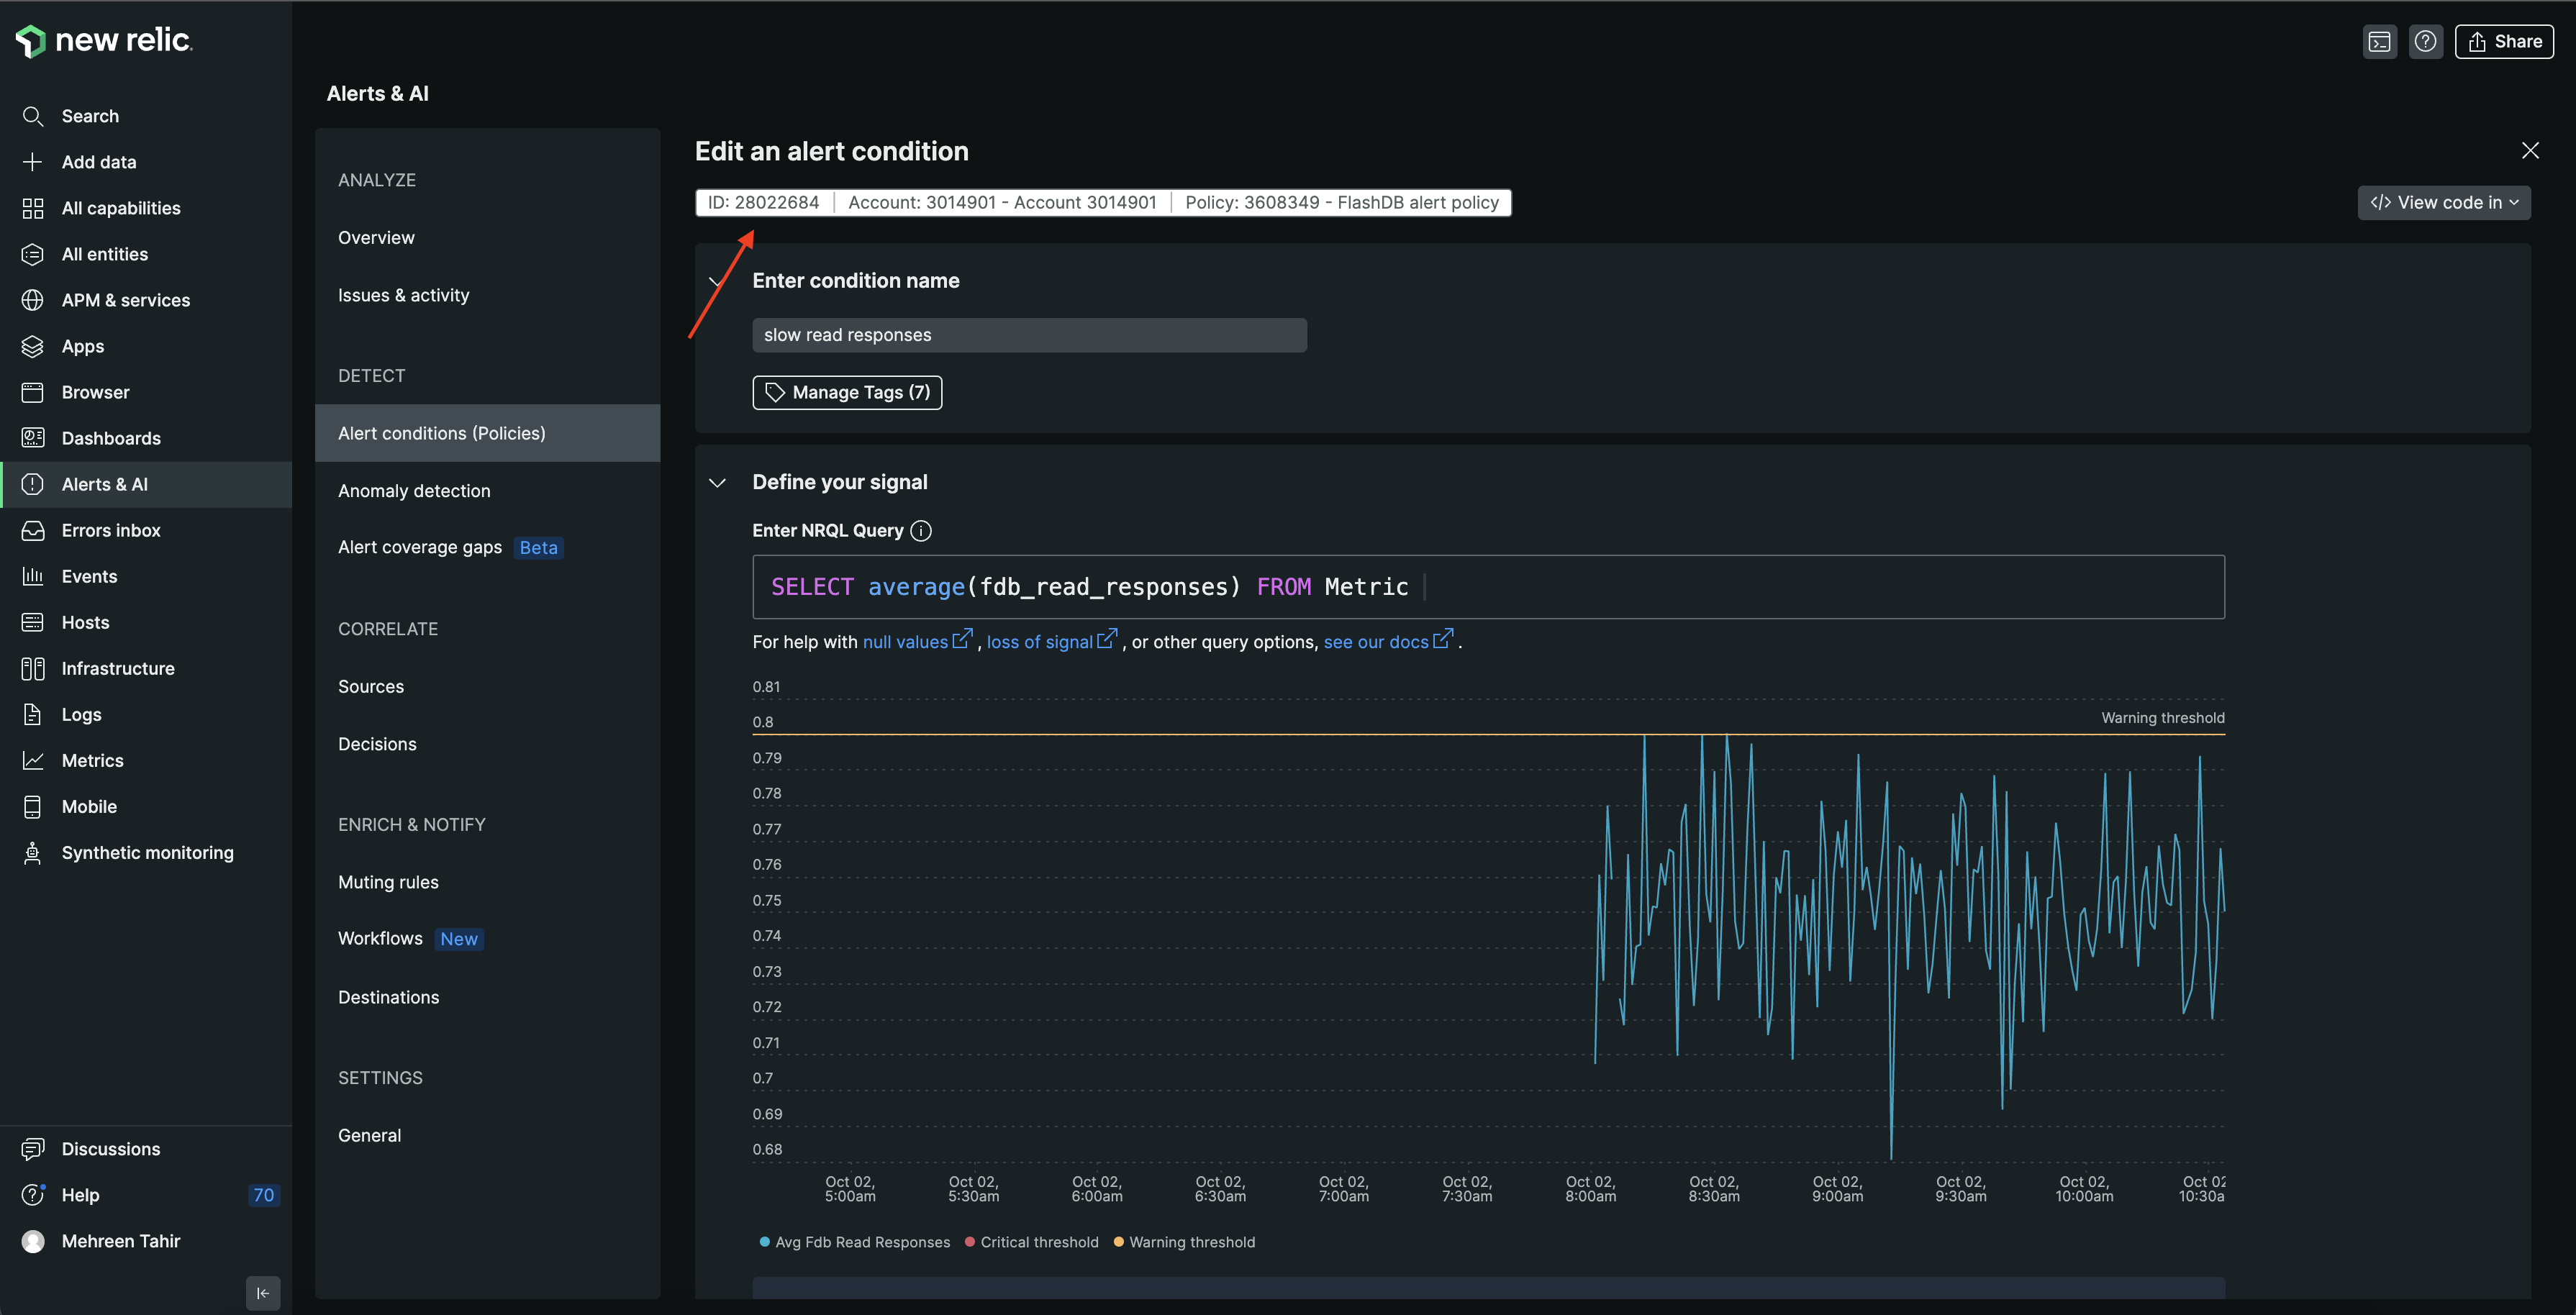 new relic.
Share
Search
Add data
All capabilities
All entities
APM & services
Apps
Browser
Dashboards
Alerts & AI
Errors inbox
Events
Hosts
Infrastructure
Logs
Metrics
Mobile
Synthetic monitoring
Discussions
Help 70
Mehreen Tahir
Alerts & AI
ANALYZE
Overview
Issues & activity
DETECT
Alert conditions (Policies)
Anomaly detection
Alert coverage gaps Beta
CORRELATE
Sources
Decisions
ENRICH & NOTIFY
Muting rules
Workflows New
Destinations
SETTINGS
General
Edit an alert condition
ID: 28022684 | Account: 3014901 - Account 3014901 | Policy: 3608349 - FlashDB alert policy
</> View code in
Enter condition name
slow read responses
Manage Tags (7)
Define your signal
Enter NRQL Query
SELECT average(fdb_read_responses) FROM Metric
For help with null values , loss of signal , or other query options, see our docs .
0.81
0.8
Warning threshold
0.79
0.78
0.77
0.76
0.75
0.74
0.73
0.72
0.71
0.7
0.69
0.68
Oct 02, Oct 02, Oct 02, Oct 02, Oct 02, Oct 02, Oct 02, Oct 02, Oct 02, Oct 02, Oct 02, Oct 02
5:00am 5:30am 6:00am 6:30am 7:00am 7:30am 8:00am 8:30am 9:00am 9:30am 10:00am 10:30a
Avg Fdb Read Responses Critical threshold Warning threshold